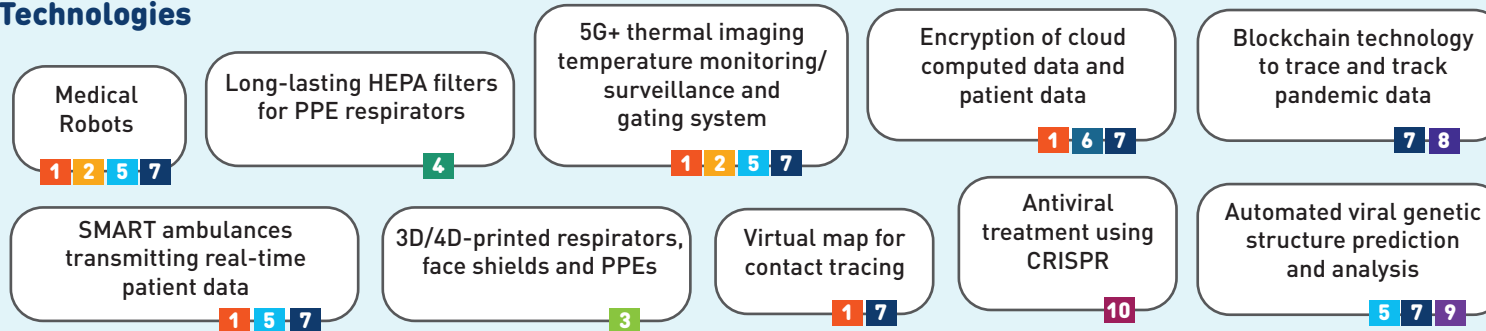 Technologies
Medical
Robots
1 2 5 7
Long-lasting HEPA filters
for PPE respirators
4
5G+ thermal imaging
temperature monitoring/
surveillance and
gating system
1 2 5 7
Encryption of cloud
computed data and
patient data
1 6 7
Blockchain technology
to trace and track
pandemic data
7 8
SMART ambulances
transmitting real-time
patient data
1 5 7
3D/4D-printed respirators,
face shields and PPEs
3
Virtual map for
contact tracing
1 7
Antiviral
treatment using
CRISPR
10
Automated viral genetic
structure prediction
and analysis
5 7 9